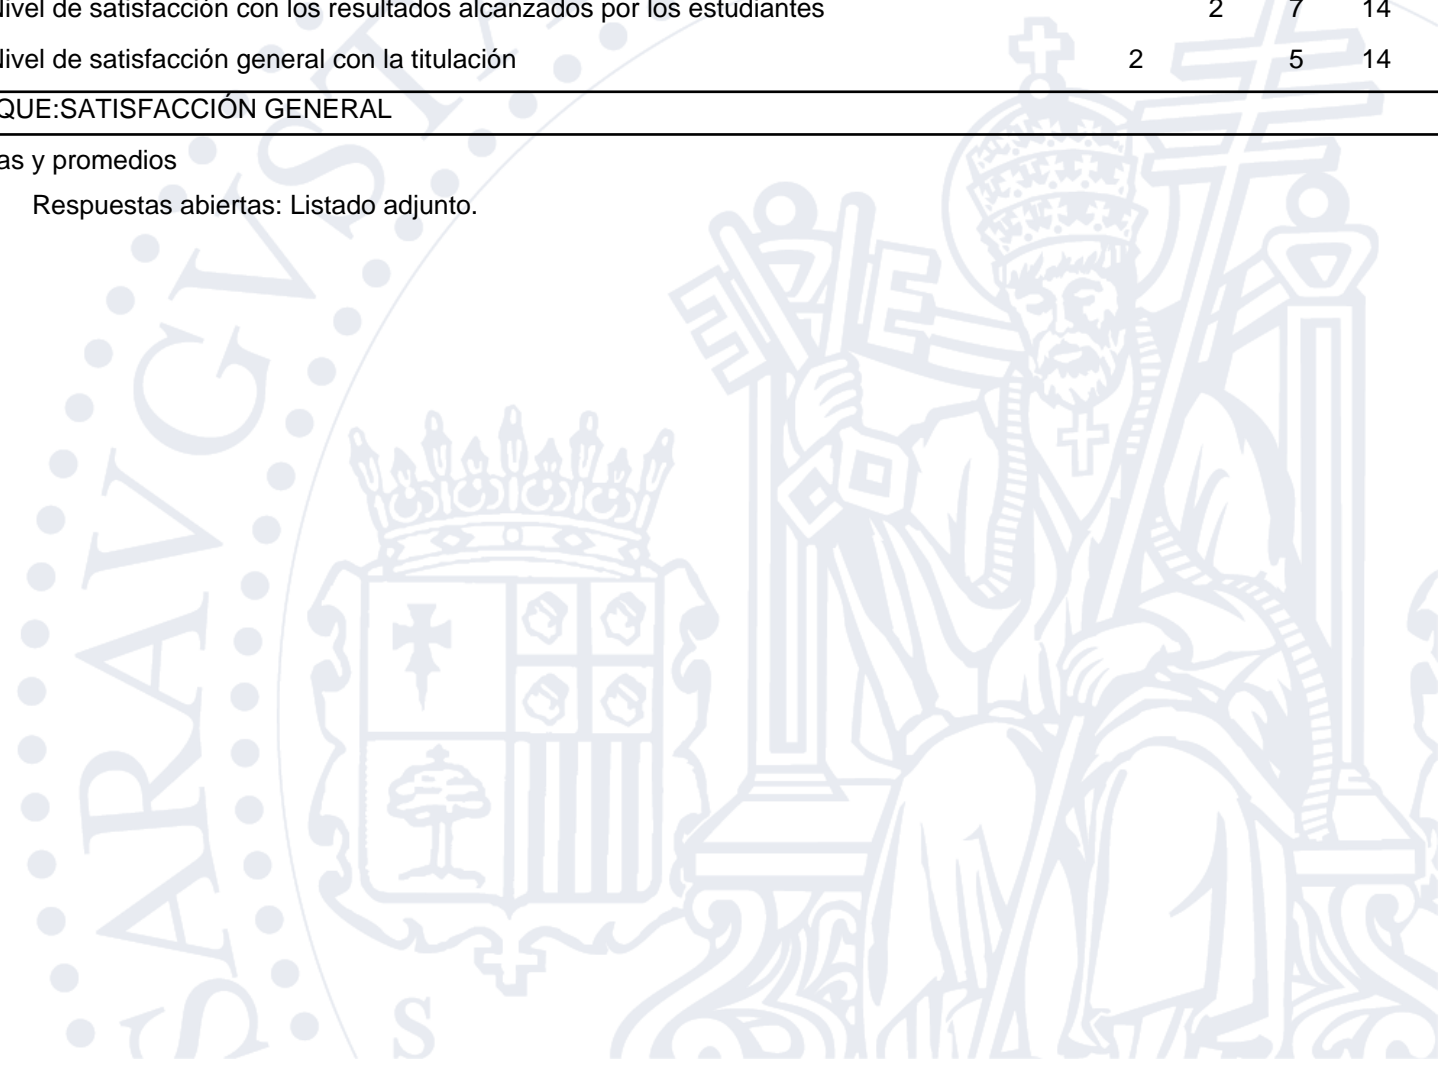 Nivel de satisfacción con los resultados alcanzados por los estudiantes 2 7 14
Nivel de satisfacción general con la titulación 2 5 14
QUE:SATISFACCIÓN GENERAL
as y promedios
Respuestas abiertas: Listado adjunto.
SARAVGVSTA
S